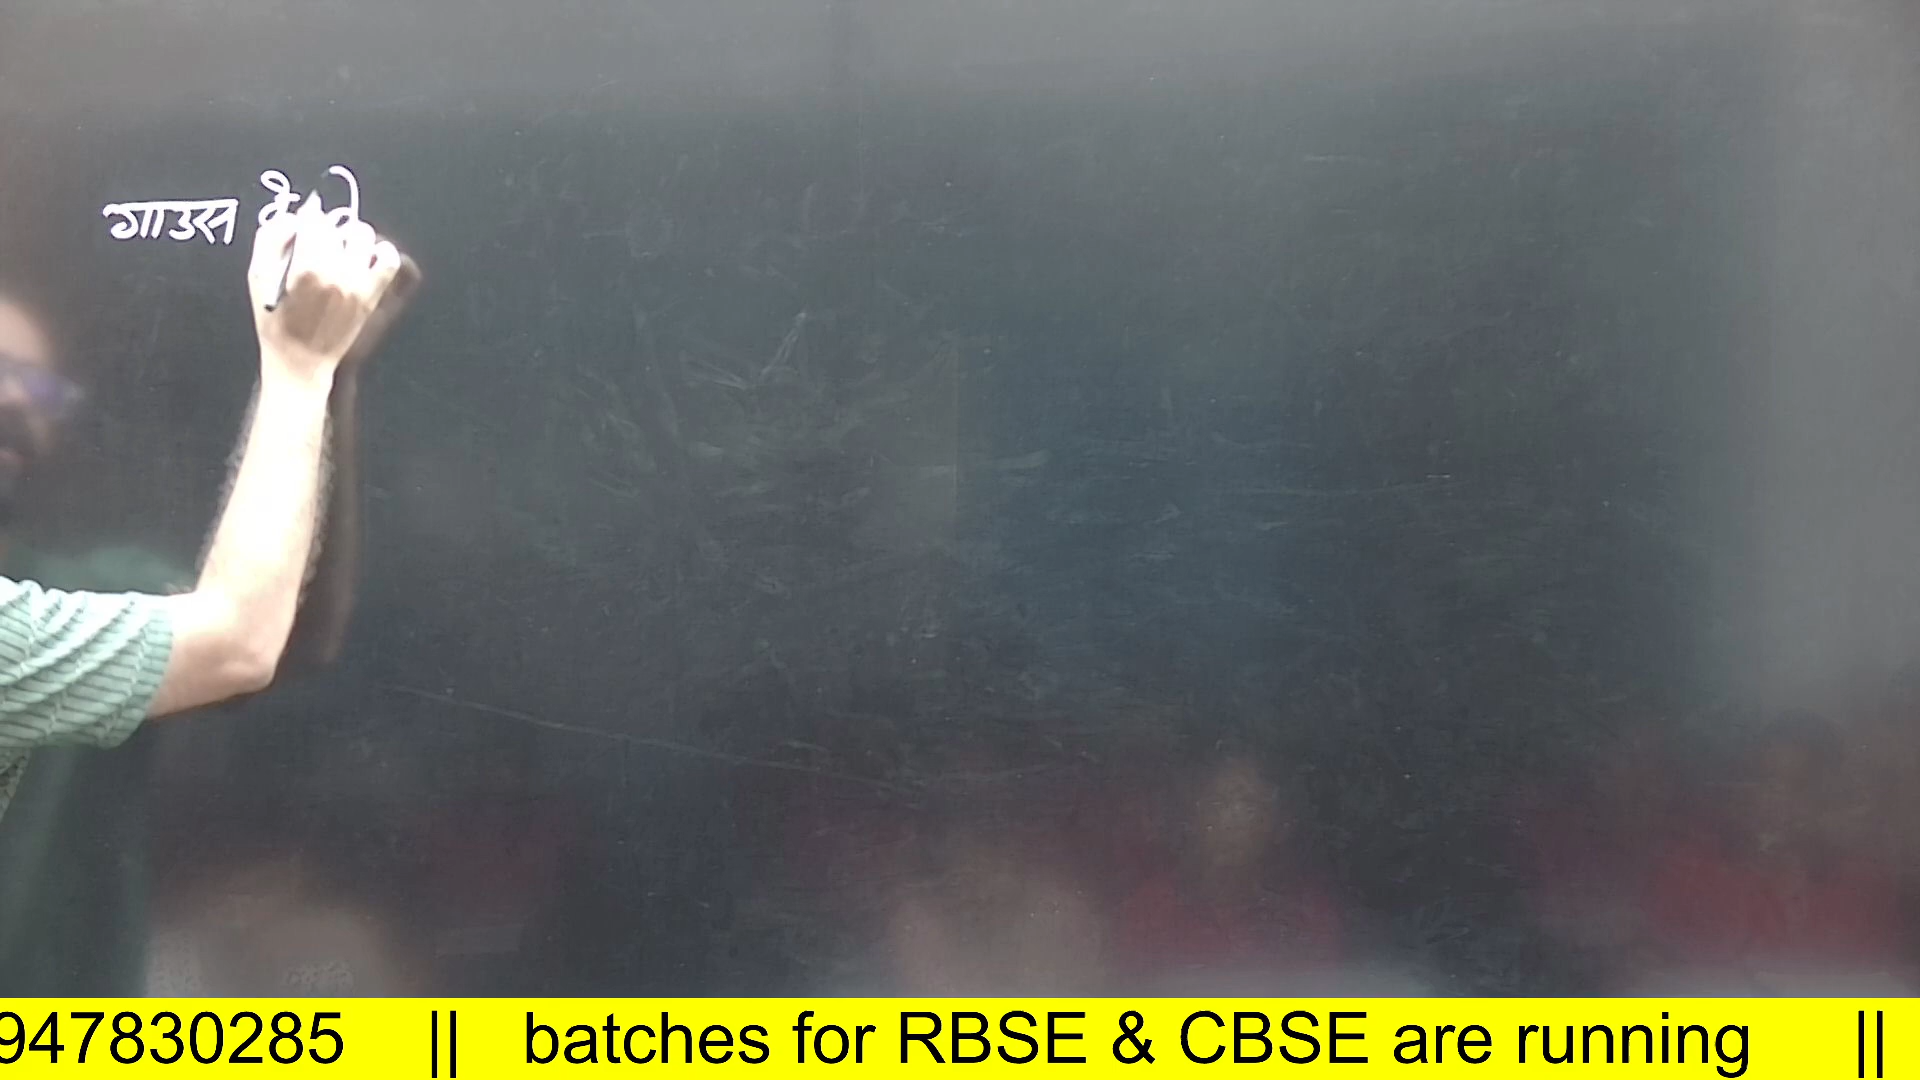 गाउस के
947830285 || batches for RBSE & CBSE are running ||